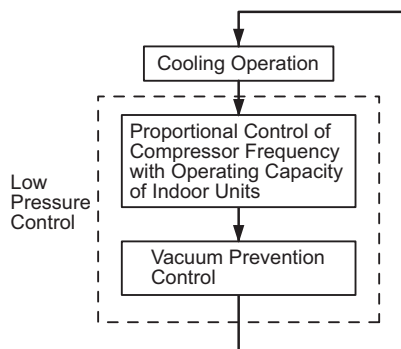 Cooling Operation
Proportional Control of
Compressor Frequency
with Operating Capacity
of Indoor Units
Low
Pressure
Control
Vacuum Prevention
Control